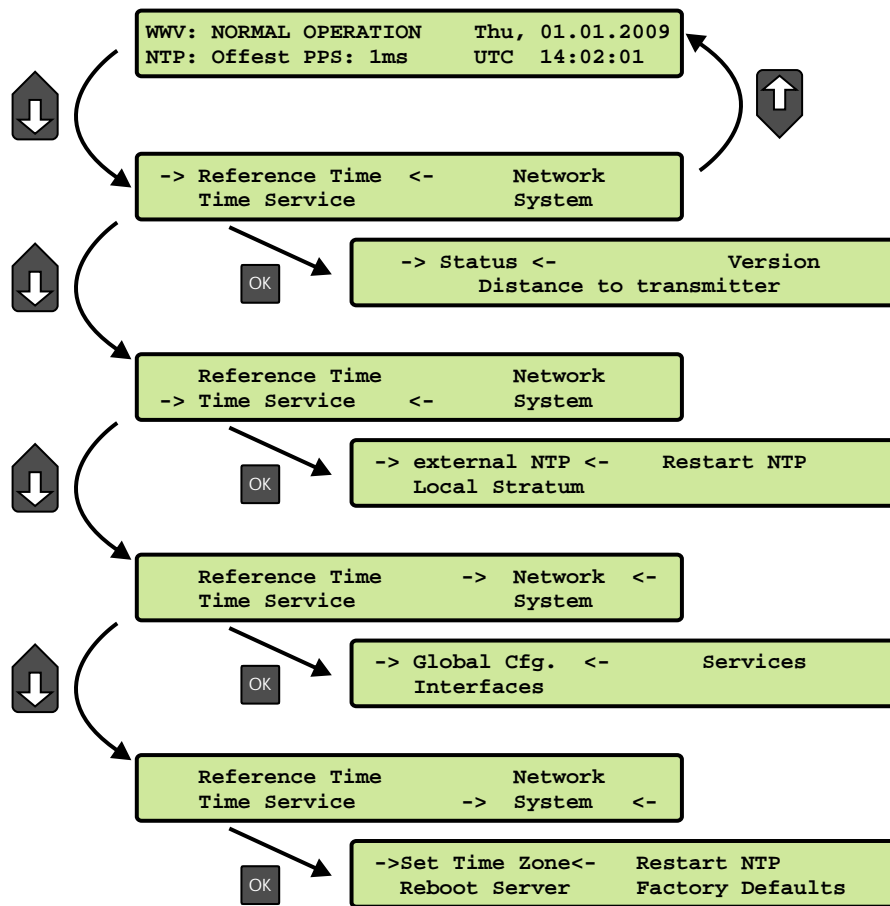 WWV: NORMAL OPERATION Thu, 01.01.2009
NTP: Offest PPS: 1ms UTC 14:02:01
-> Reference Time <- Network
Time Service System
OK
-> Status <- Version
Distance to transmitter
Reference Time Network
-> Time Service <- System
OK
-> external NTP <- Restart NTP
Local Stratum
Reference Time -> Network <-
Time Service System
OK
-> Global Cfg. <- Services
Interfaces
Reference Time Network
Time Service -> System <-
OK
->Set Time Zone<- Restart NTP
Reboot Server Factory Defaults